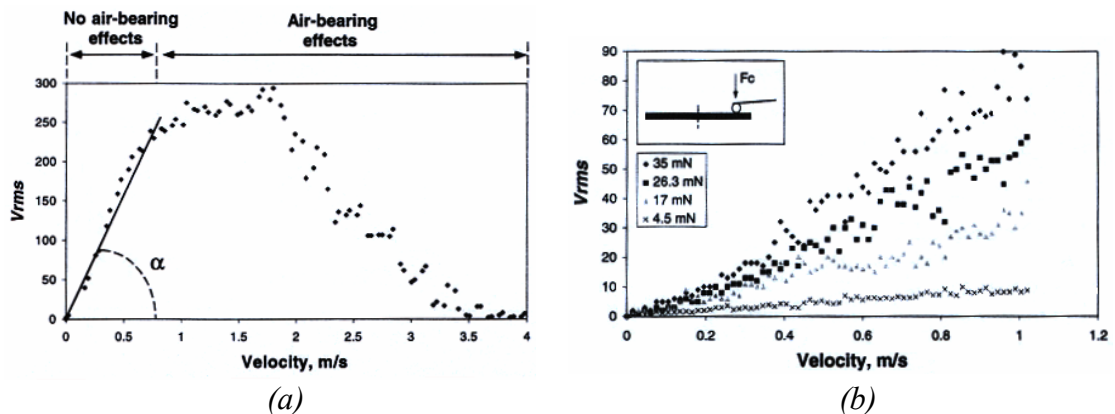 No air-bearing
effects
Air-bearing
effects
300
250
200
150
100
50
0
Vrms
α
0 0.5 1 1.5 2 2.5 3 3.5 4
Velocity, m/s
(a)
90
80
70
60
50
40
30
20
10
0
Vrms
Fc
35 mN
26.3 mN
17 mN
4.5 mN
0 0.2 0.4 0.6 0.8 1 1.2
Velocity, m/s
(b)